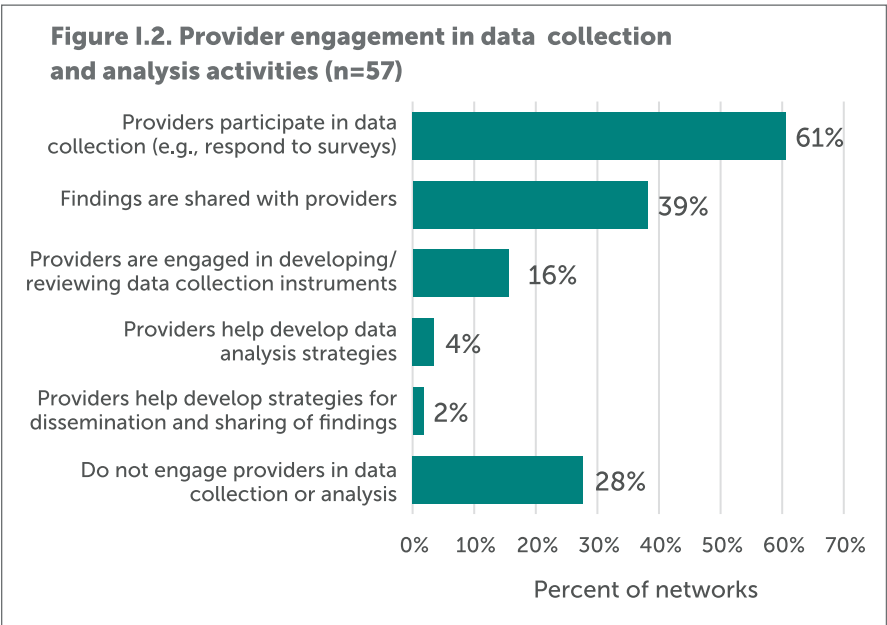 Figure I.2. Provider engagement in data collection
and analysis activities (n=57)
Providers participate in data
collection (e.g., respond to surveys)
61%
Findings are shared with providers
39%
Providers are engaged in developing/
reviewing data collection instruments
16%
Providers help develop data
analysis strategies
4%
Providers help develop strategies for
dissemination and sharing of findings
2%
Do not engage providers in data
collection or analysis
28%
0% 10% 20% 30% 40% 50% 60% 70%
Percent of networks